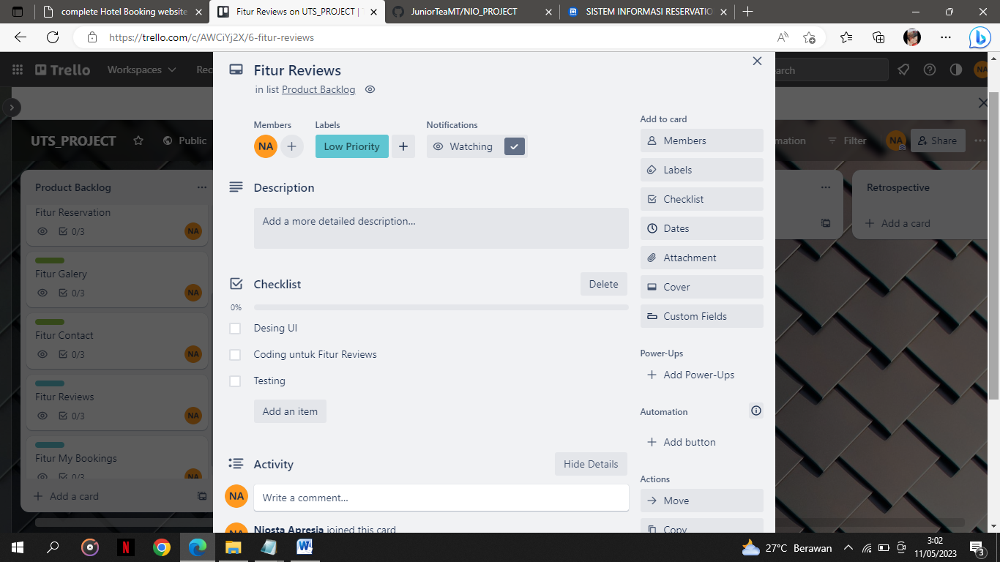 complete Hotel Booking website
Fitur Reviews on UTS_PROJECT | T
JuniorTeaMT/NIO_PROJECT
SISTEM INFORMASI RESERVATIO
https://trello.com/c/AWCiYj2X/6-fitur-reviews
Trello
Workspaces
Rec
arch
NA
UTS_PROJECT
Public
mation
Filter
NA
Share
Product Backlog
Fitur Reservation
0/3
NA
Fitur Galery
0/3
NA
Fitur Contact
0/3
NA
Fitur Reviews
0/3
NA
Fitur My Bookings
0/3
NA
Add a card
Fitur Reviews
in list Product Backlog
Members
Labels
Notifications
NA
Low Priority
Watching
Description
Add a more detailed description…
Checklist
Delete
0%
Desing UI
Coding untuk Fitur Reviews
Testing
Add an item
Activity
Hide Details
NA
Write a comment…
NA
Niosta Apresia joined this card
Add to card
Members
Labels
Checklist
Dates
Attachment
Cover
Custom Fields
Power-Ups
Add Power-Ups
Automation
Add button
Actions
Move
Copy
Retrospective
Add a card
27°C Berawan
3:02
11/05/2023
3